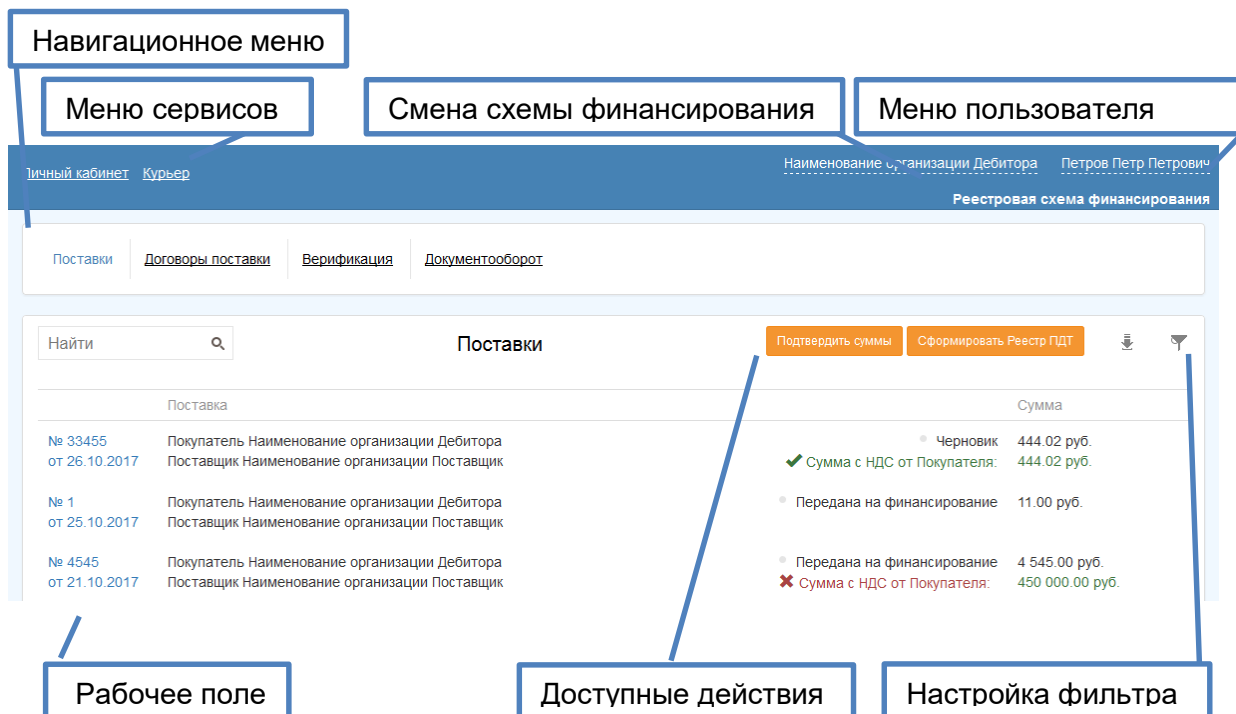 Навигационное меню
Меню сервисов
Смена схемы финансирования
Меню пользователя
Личный кабинет Курьер
Наименование организации Дебитора Петров Петр Петрович
Реестровая схема финансирования
Поставки Договоры поставки Верификация Документооборот
Найти
Поставки
Подтвердить суммы Сформировать Реестр ПДТ
Поставка Сумма
№ 33455 Покупатель Наименование организации Дебитора Черновик 444.02 руб.
от 26.10.2017 Поставщик Наименование организации Поставщик Сумма с НДС от Покупателя: 444.02 руб.
№ 1 Покупатель Наименование организации Дебитора Передана на финансирование 11.00 руб.
от 25.10.2017 Поставщик Наименование организации Поставщик
№ 4545 Покупатель Наименование организации Дебитора Передана на финансирование 4 545.00 руб.
от 21.10.2017 Поставщик Наименование организации Поставщик Сумма с НДС от Покупателя: 450 000.00 руб.
Рабочее поле
Доступные действия
Настройка фильтра